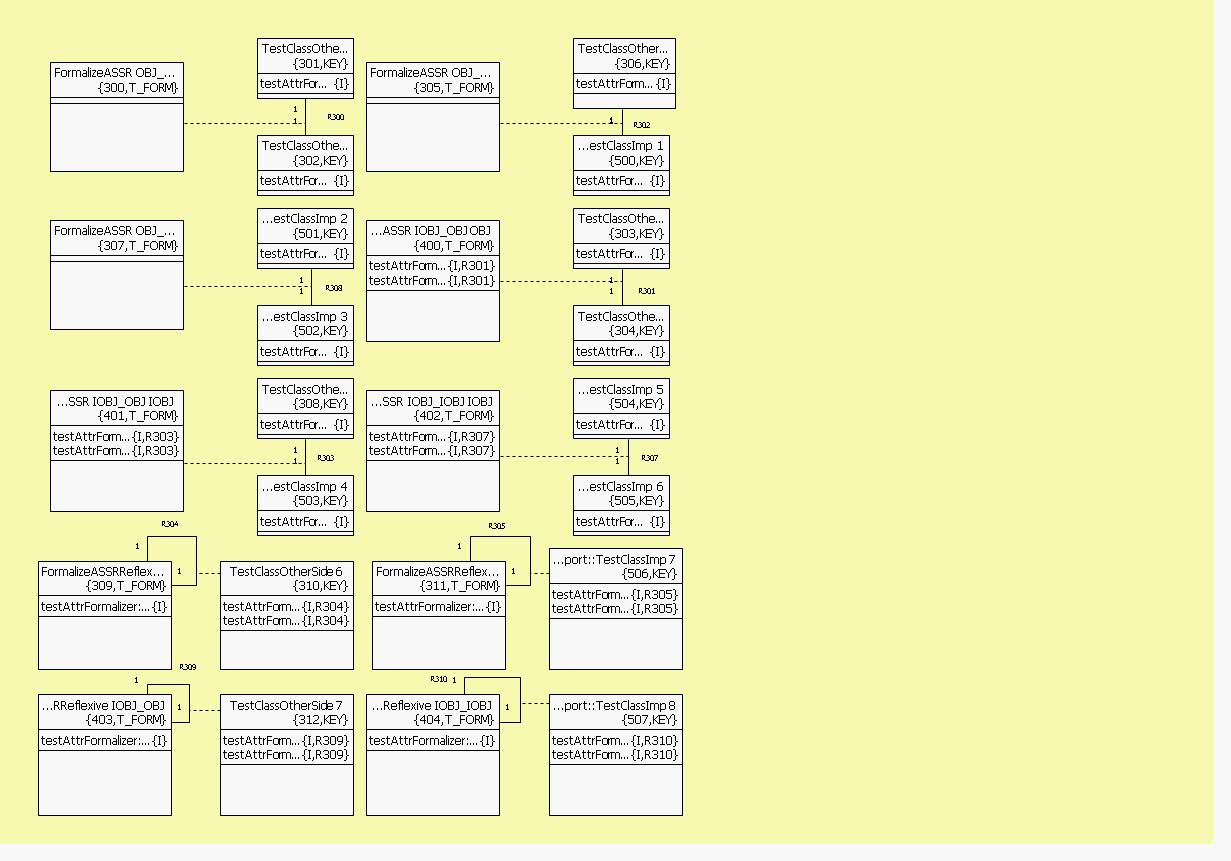 FormalizeASSR OBJ_...
{300,T_FORM}
TestClassOthe...
{301,KEY}
testAttrFor... {I}
1
1
R300
TestClassOthe...
{302,KEY}
testAttrFor... {I}
FormalizeASSR OBJ_...
{305,T_FORM}
TestClassOther...
{306,KEY}
testAttrForm... {I}
1
R302
...estClassImp 1
{500,KEY}
testAttrFor... {I}
FormalizeASSR OBJ_...
{307,T_FORM}
...estClassImp 2
{501,KEY}
testAttrFor... {I}
1
1
R308
...estClassImp 3
{502,KEY}
testAttrFor... {I}
...ASSR IOBJ_OBJ OBJ
{400,T_FORM}
testAttrForm...{I,R301}
testAttrForm...{I,R301}
TestClassOthe...
{303,KEY}
testAttrFor... {I}
1
1
R301
TestClassOthe...
{304,KEY}
testAttrFor... {I}
...SSR IOBJ_OBJ IOBJ
{401,T_FORM}
testAttrForm...{I,R303}
testAttrForm...{I,R303}
TestClassOthe...
{308,KEY}
testAttrFor... {I}
1
1
R303
...estClassImp 4
{503,KEY}
testAttrFor... {I}
...SSR IOBJ_IOBJ IOBJ
{402,T_FORM}
testAttrForm...{I,R307}
testAttrForm...{I,R307}
...estClassImp 5
{504,KEY}
testAttrFor... {I}
1
1
R307
...estClassImp 6
{505,KEY}
testAttrFor... {I}
R304
1
1
FormalizeASSRReflex...
{309,T_FORM}
testAttrFormalizer:...{I}
TestClassOtherSide6
{310,KEY}
testAttrForm...{I,R304}
testAttrForm...{I,R304}
R305
1
1
FormalizeASSRReflex...
{311,T_FORM}
testAttrFormalizer:...{I}
...port::TestClassImp 7
{506,KEY}
testAttrForm...{I,R305}
testAttrForm...{I,R305}
R309
1
1
...RReflexive IOBJ_OBJ
{403,T_FORM}
testAttrFormalizer:...{I}
TestClassOtherSide7
{312,KEY}
testAttrForm...{I,R309}
testAttrForm...{I,R309}
R310 1
1
...Reflexive IOBJ_IOBJ
{404,T_FORM}
testAttrFormalizer:...{I}
...port::TestClassImp 8
{507,KEY}
testAttrForm...{I,R310}
testAttrForm...{I,R310}